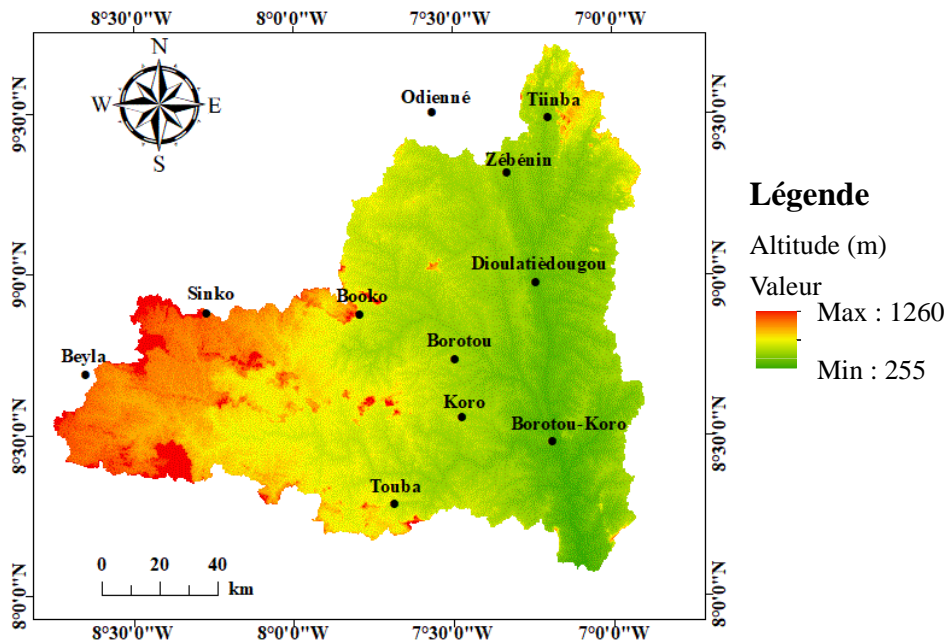 8°30'0"W 8°0'0"W 7°30'0"W 7°0'0"W
N
W E
S
9°30'0"N
9°0'0"N
8°30'0"N
8°0'0"N
Odienné
Tiinba
Zébénin
Dioulatièdougou
Sinko
Booko
Beyla
Borotou
Koro
Borotou-Koro
Touba
0 20 40
km
9°30'0"N
9°0'0"N
8°30'0"N
8°0'0"N
8°30'0"W 8°0'0"W 7°30'0"W 7°0'0"W
Légende
Altitude (m)
Valeur
Max : 1260
Min : 255